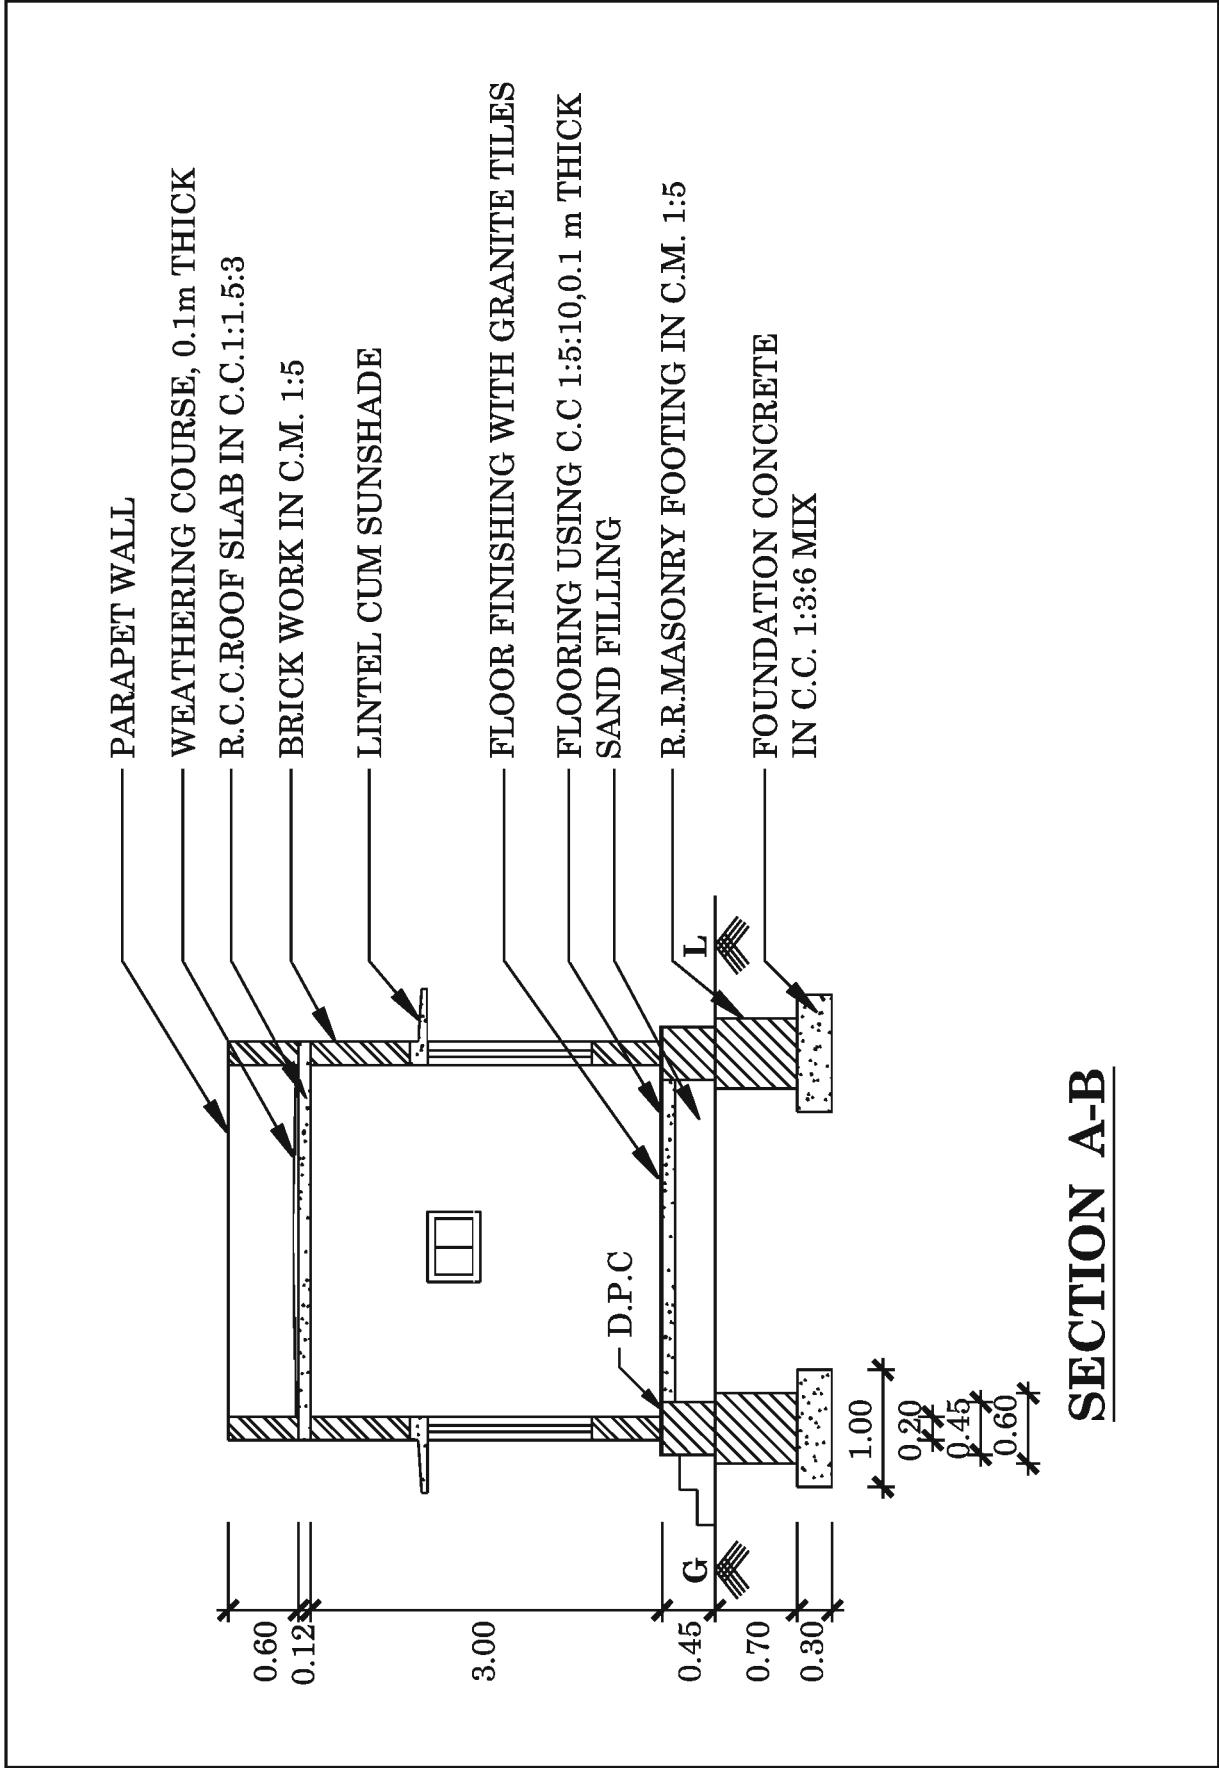 PARAPET WALL
WEATHERING COURSE, 0.1m THICK
R.C.C.ROOF SLAB IN C.C.1:1.5:3
BRICK WORK IN C.M. 1:5
LINTEL CUM SUNSHADE
FLOOR FINISHING WITH GRANITE TILES
FLOORING USING C.C 1:5:10,0.1 m THICK
SAND FILLING
R.R.MASONRY FOOTING IN C.M. 1:5
FOUNDATION CONCRETE
IN C.C. 1:3:6 MIX
D.P.C
G
L
0.60
0.12
3.00
0.45
0.70
0.30
1.00
0.20
0.45
0.60
SECTION A-B